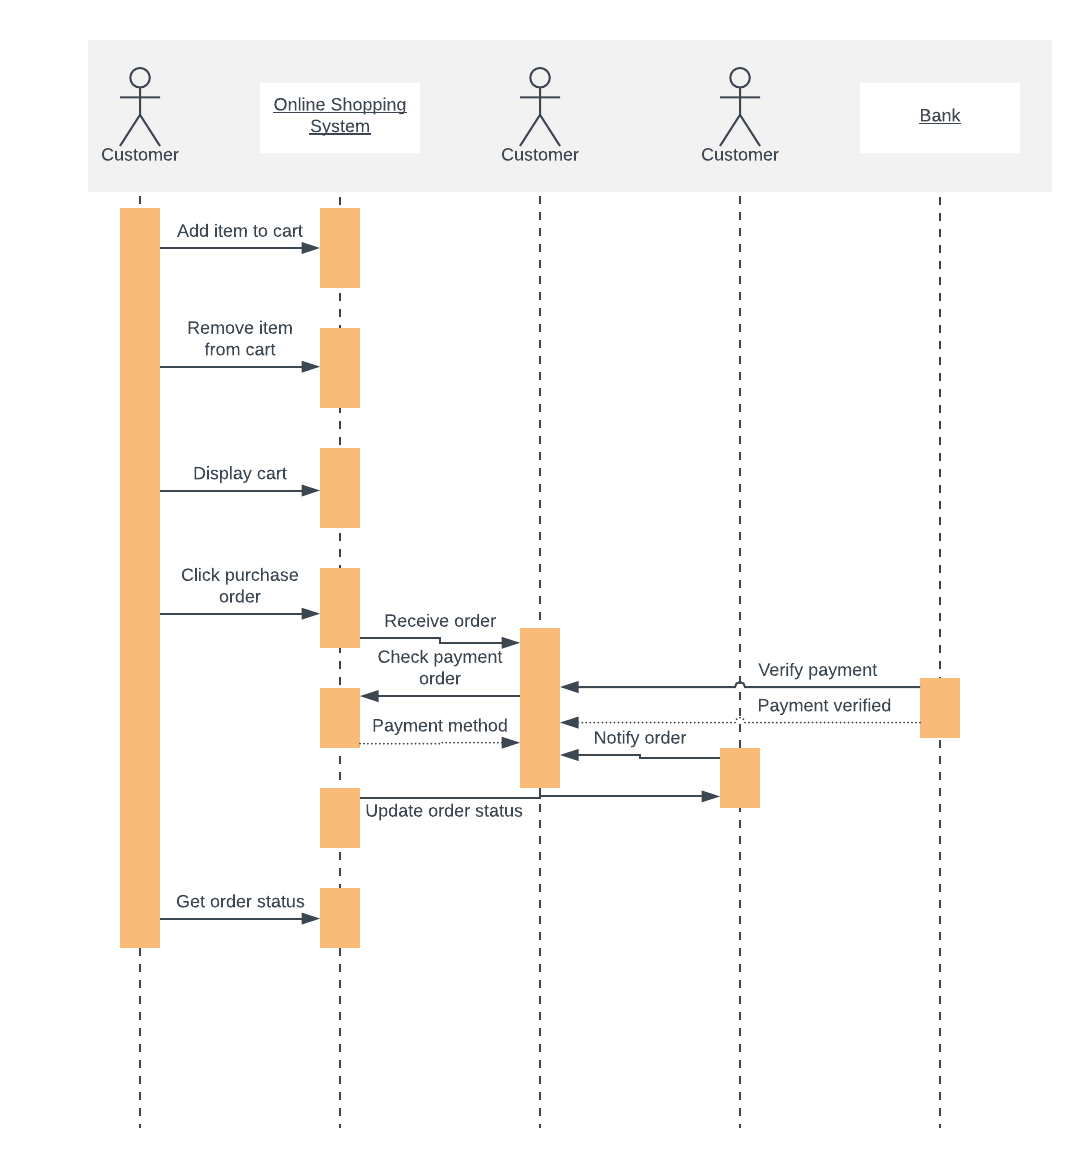 Customer
Online Shopping
System
Customer
Customer
Bank
Add item to cart
Remove item
from cart
Display cart
Click purchase
order
Receive order
Check payment
order
Verify payment
Payment verified
Payment method
Notify order
Update order status
Get order status